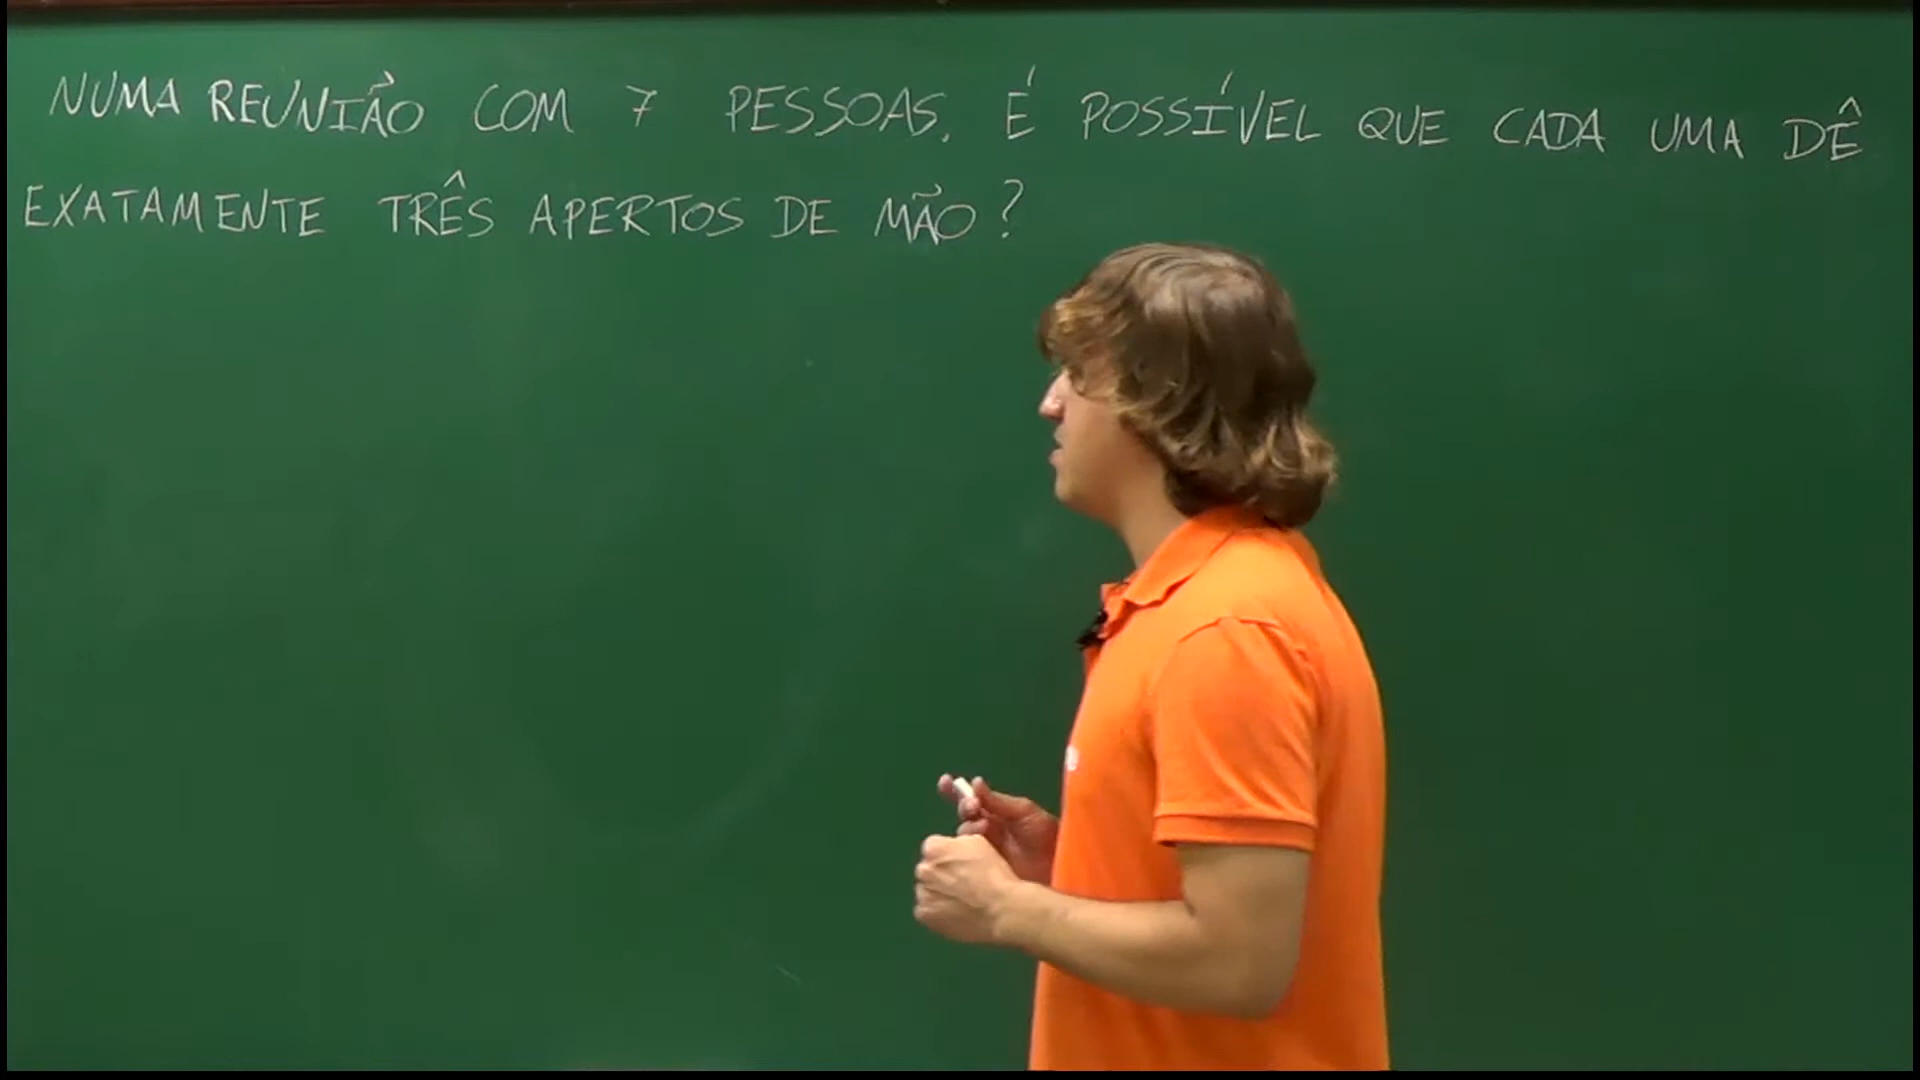 NUMA REUNIÃO COM 7 PESSOAS, É POSSÍVEL QUE CADA UMA DÊ
EXATAMENTE TRÊS APERTOS DE MÃO?